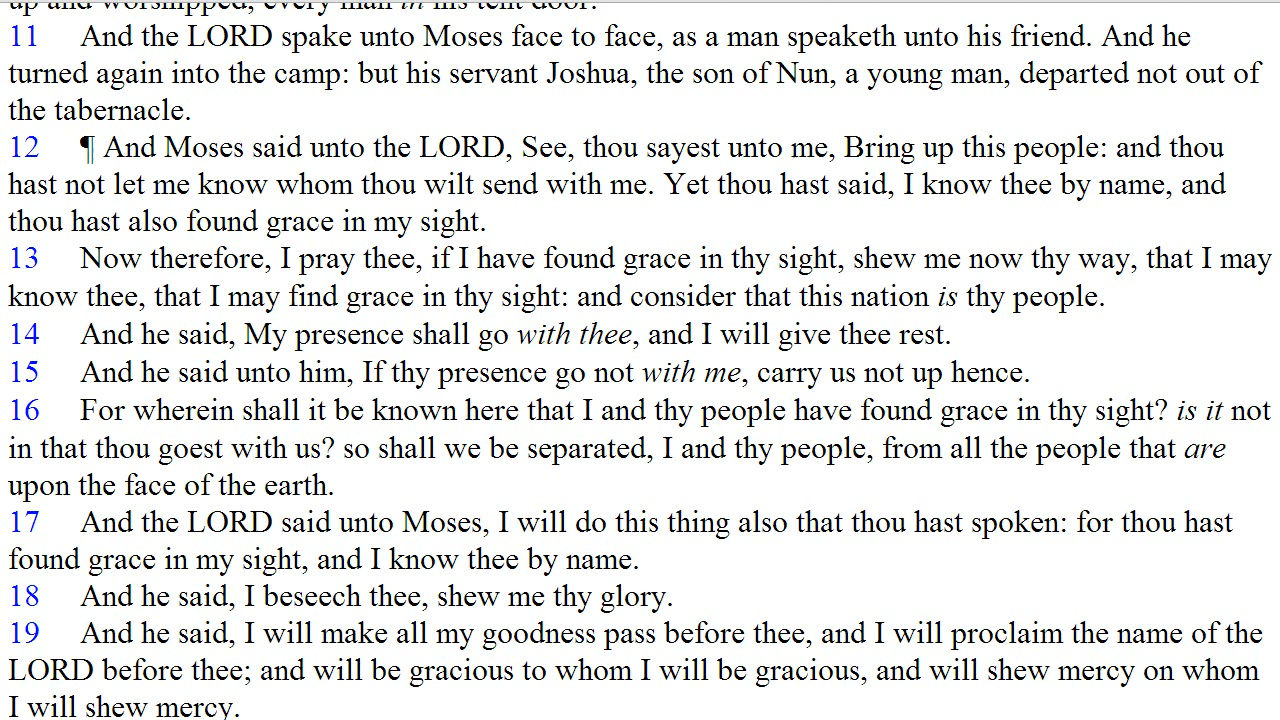 up and worshipped, every man in his tent door.
11 And the LORD spake unto Moses face to face, as a man speaketh unto his friend. And he
turned again into the camp: but his servant Joshua, the son of Nun, a young man, departed not out of
the tabernacle.
12 ¶ And Moses said unto the LORD, See, thou sayest unto me, Bring up this people: and thou
hast not let me know whom thou wilt send with me. Yet thou hast said, I know thee by name, and
thou hast also found grace in my sight.
13 Now therefore, I pray thee, if I have found grace in thy sight, shew me now thy way, that I may
know thee, that I may find grace in thy sight: and consider that this nation is thy people.
14 And he said, My presence shall go with thee, and I will give thee rest.
15 And he said unto him, If thy presence go not with me, carry us not up hence.
16 For wherein shall it be known here that I and thy people have found grace in thy sight? is it not
in that thou goest with us? so shall we be separated, I and thy people, from all the people that are
upon the face of the earth.
17 And the LORD said unto Moses, I will do this thing also that thou hast spoken: for thou hast
found grace in my sight, and I know thee by name.
18 And he said, I beseech thee, shew me thy glory.
19 And he said, I will make all my goodness pass before thee, and I will proclaim the name of the
LORD before thee; and will be gracious to whom I will be gracious, and will shew mercy on whom
I will shew mercy.